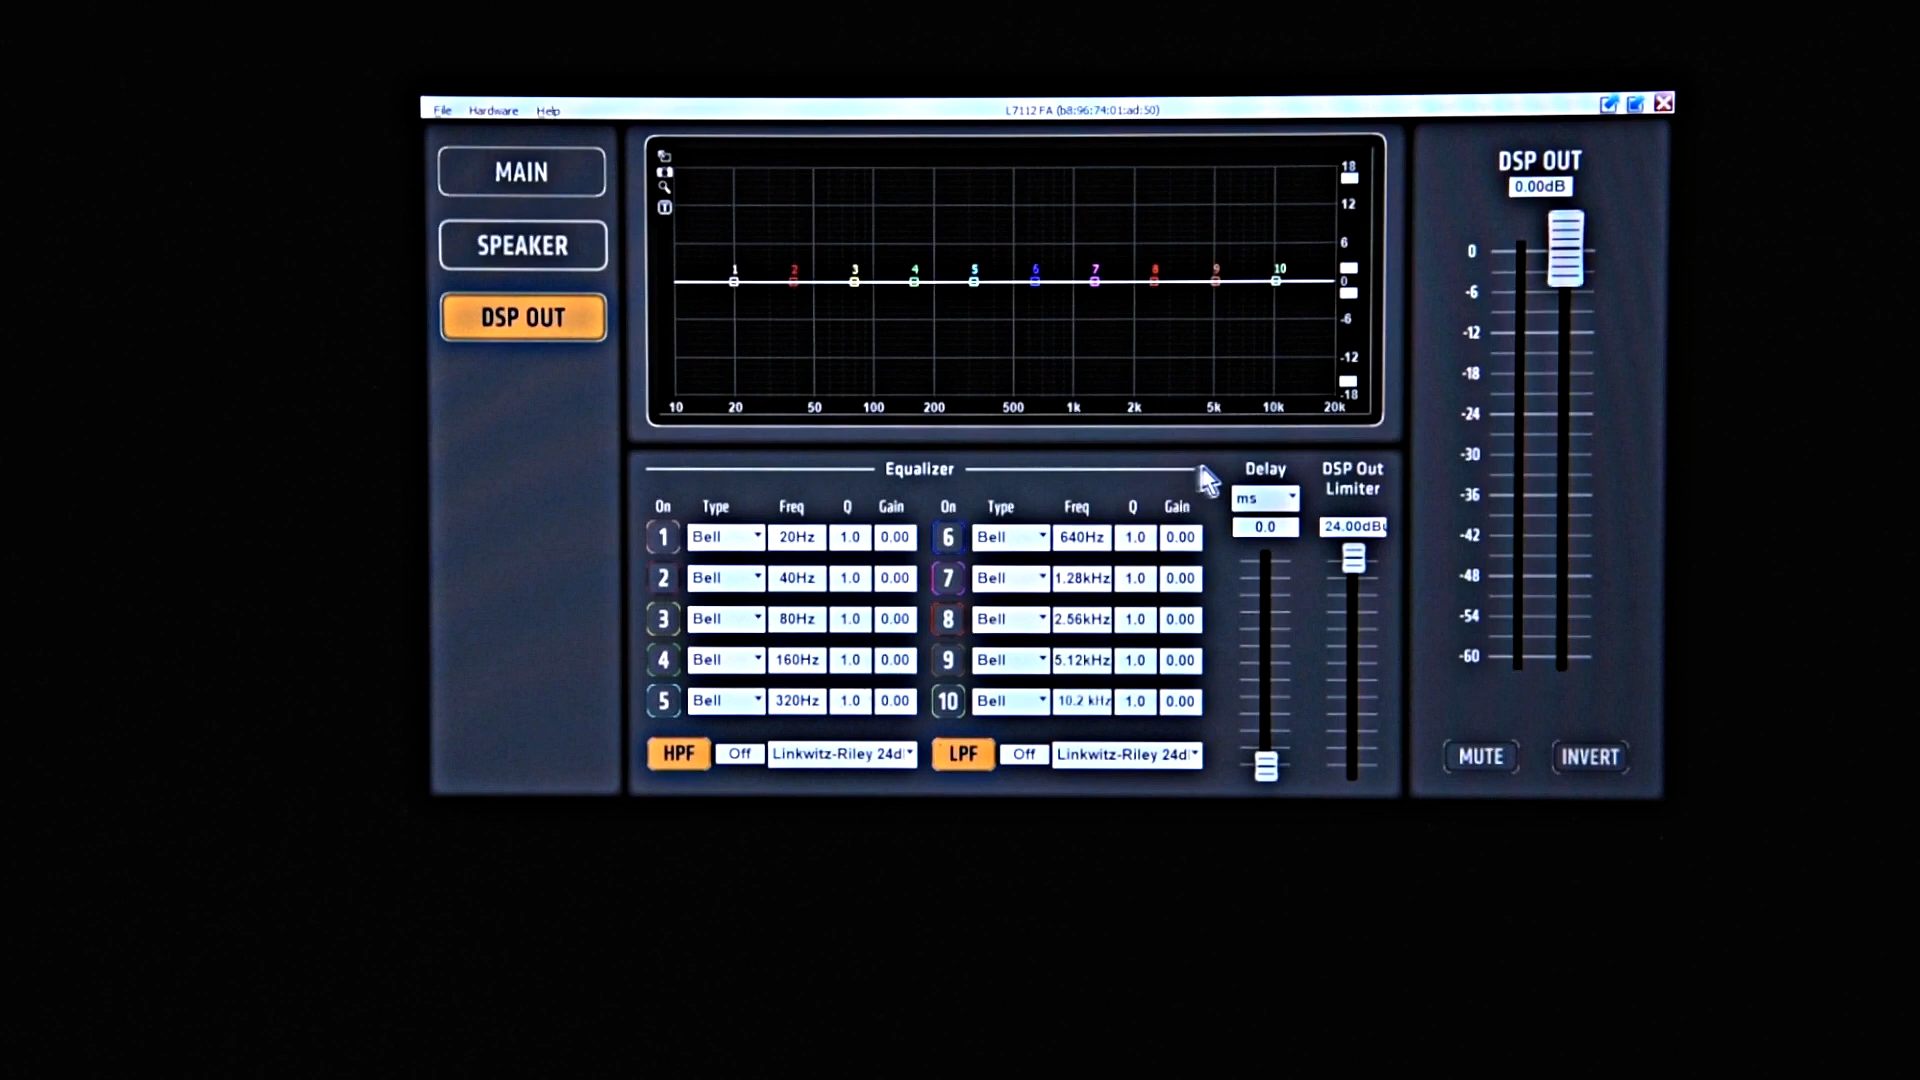 File Hardware Help L7112 FA (b8:96:74:01:ad:50)
MAIN
SPEAKER
DSP OUT
18
12
6
0
-6
-12
-18
1 2 3 4 5 6 7 8 9 10
10 20 50 100 200 500 1k 2k 5k 10k 20k
Equalizer
On Type Freq Q Gain On Type Freq Q Gain
1 Bell 20Hz 1.0 0.00 6 Bell 640Hz 1.0 0.00
2 Bell 40Hz 1.0 0.00 7 Bell 1.28kHz 1.0 0.00
3 Bell 80Hz 1.0 0.00 8 Bell 2.56kHz 1.0 0.00
4 Bell 160Hz 1.0 0.00 9 Bell 5.12kHz 1.0 0.00
5 Bell 320Hz 1.0 0.00 10 Bell 10.2 kHz 1.0 0.00
HPF Off Linkwitz-Riley 24d LPF Off Linkwitz-Riley 24d
Delay
ms
0.0
DSP Out
Limiter
24.00dBu
DSP OUT
0.00dB
0
-6
-12
-18
-24
-30
-36
-42
-48
-54
-60
MUTE INVERT